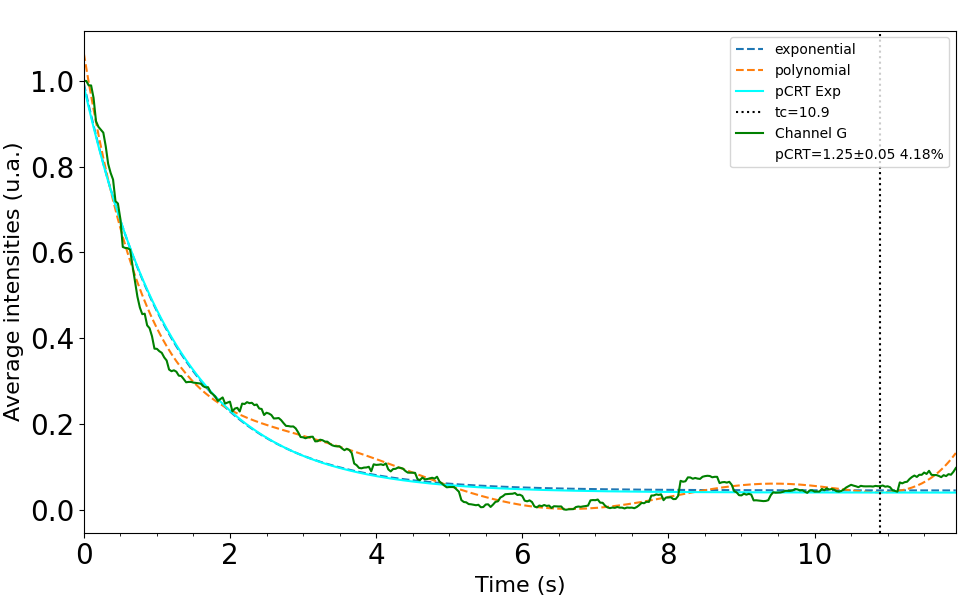 exponential
polynomial
pCRT Exp
tc=10.9
Channel G
pCRT=1.25±0.05 4.18%
Average intensities (u.a.)
1.0
0.8
0.6
0.4
0.2
0.0
0 2 4 6 8 10
Time (s)